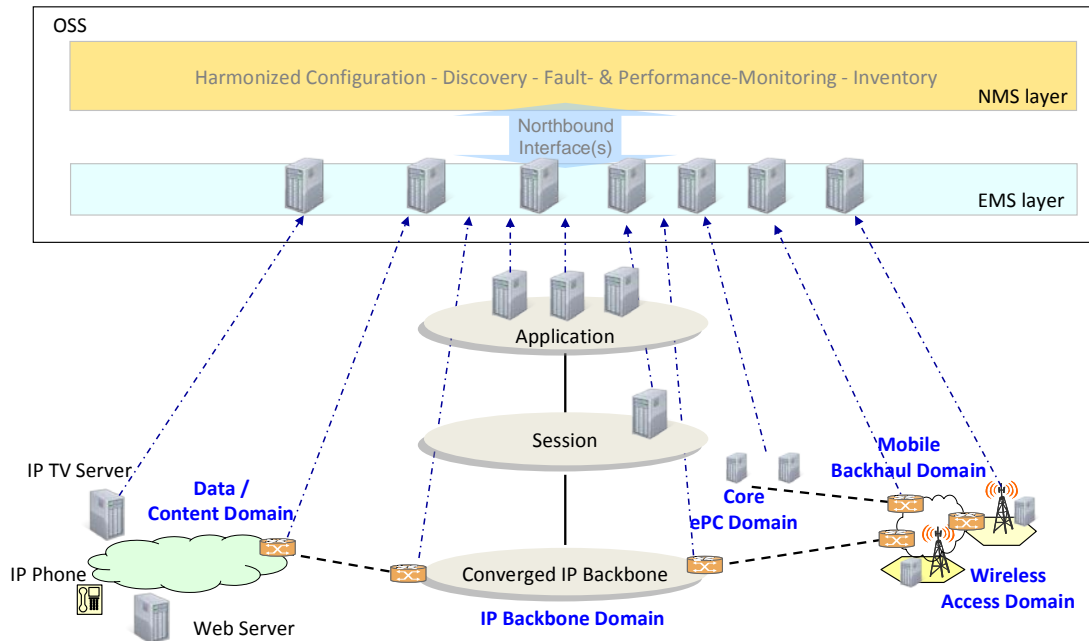 OSS
Harmonized Configuration - Discovery - Fault- & Performance-Monitoring - Inventory
NMS layer
Northbound
Interface(s)
EMS layer
Application
Session
IP TV Server
Data /
Content Domain
Mobile
Backhaul Domain
Core
ePC Domain
IP Phone
Converged IP Backbone
IP Backbone Domain
Wireless
Access Domain
Web Server